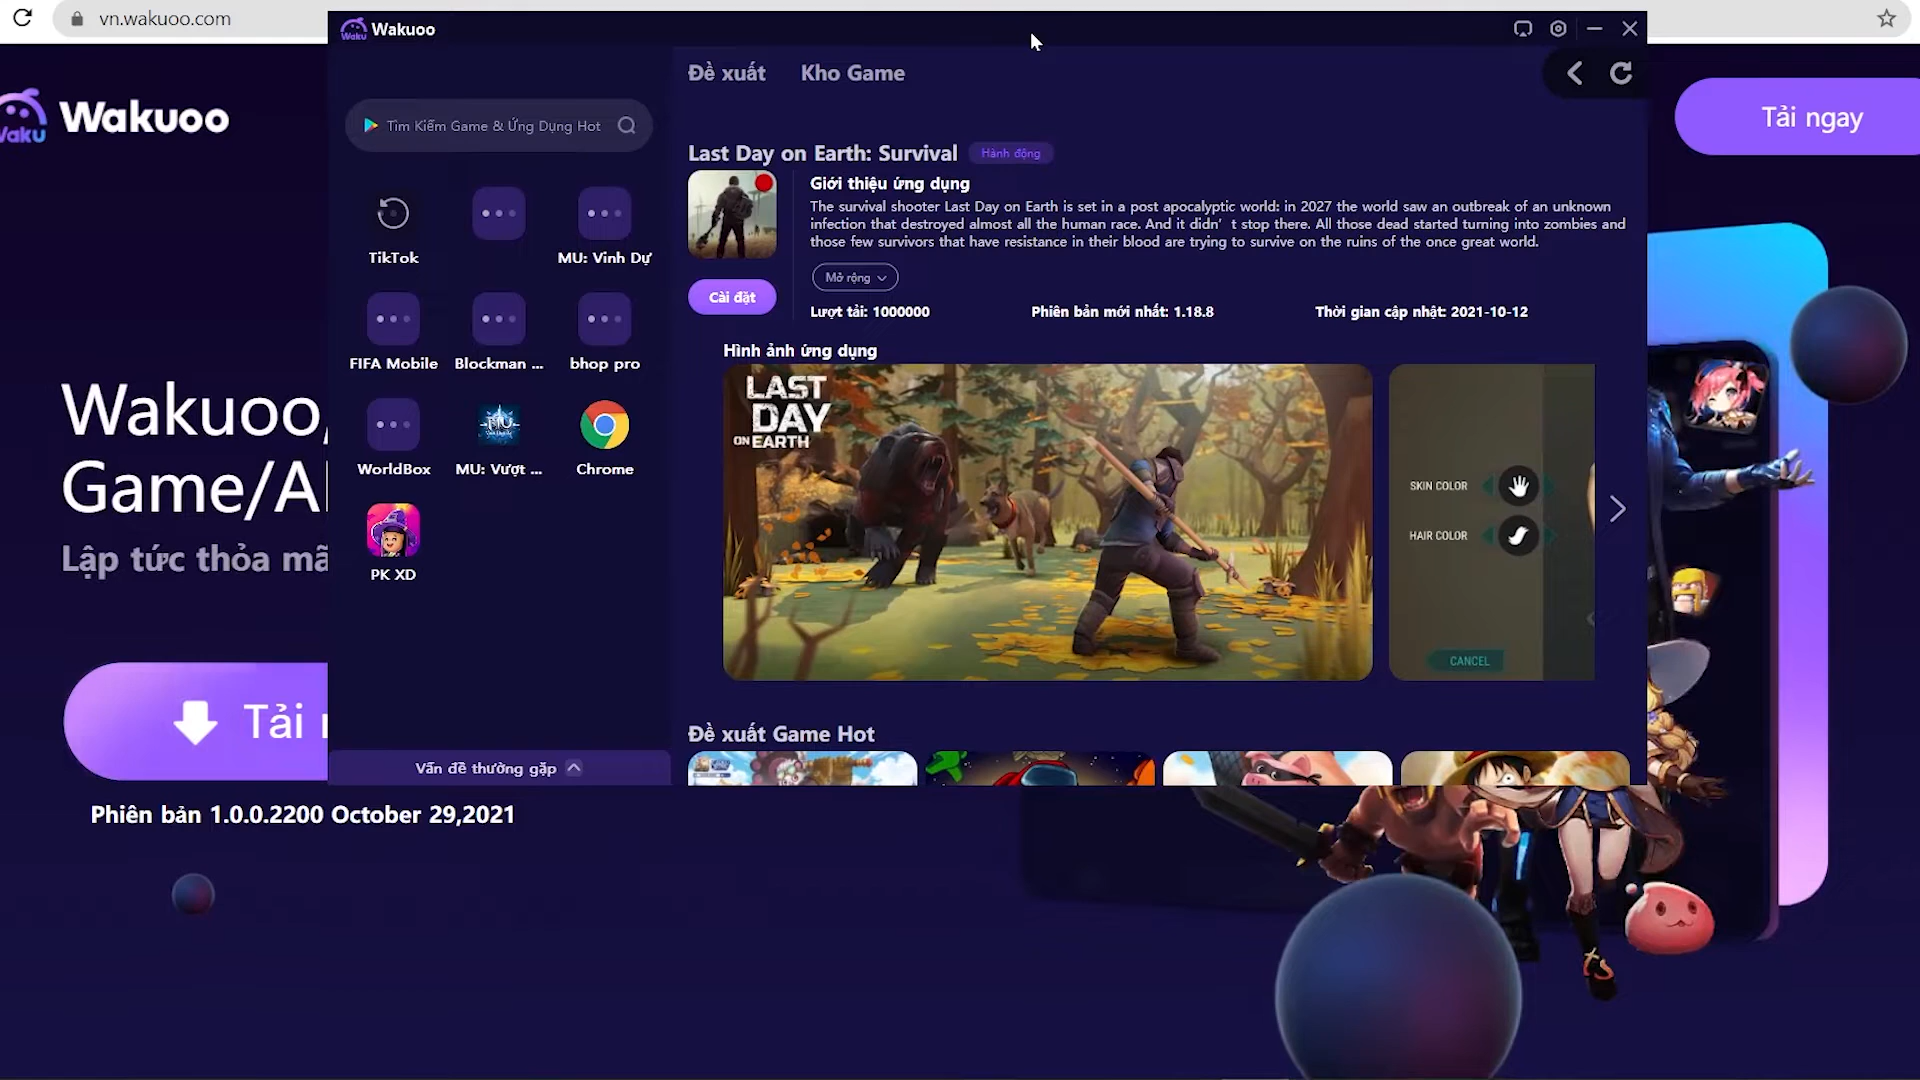 vn.wakuoo.com
Wakuoo
Wakuoo
Tải ngay
Đề xuất
Kho Game
Tìm Kiếm Game & Ứng Dụng Hot
TikTok
MU: Vinh Dự
FIFA Mobile
Blockman ...
bhop pro
WorldBox
MU: Vượt ...
Chrome
PK XD
Vấn đề thường gặp
Last Day on Earth: Survival
Hành động
Giới thiệu ứng dụng
The survival shooter Last Day on Earth is set in a post apocalyptic world: in 2027 the world saw an outbreak of an unknown
infection that destroyed almost all the human race. And it didn' t stop there. All those dead started turning into zombies and
those few survivors that have resistance in their blood are trying to survive on the ruins of the once great world.
Mở rộng
Cài đặt
Lượt tải: 1000000
Phiên bản mới nhất: 1.18.8
Thời gian cập nhật: 2021-10-12
Hình ảnh ứng dụng
LAST
DAY
ON EARTH
SKIN COLOR
HAIR COLOR
CANCEL
Đề xuất Game Hot
Wakuoo,
Game/A
Lập tức thỏa mã
Tải
Phiên bản 1.0.0.2200 October 29,2021